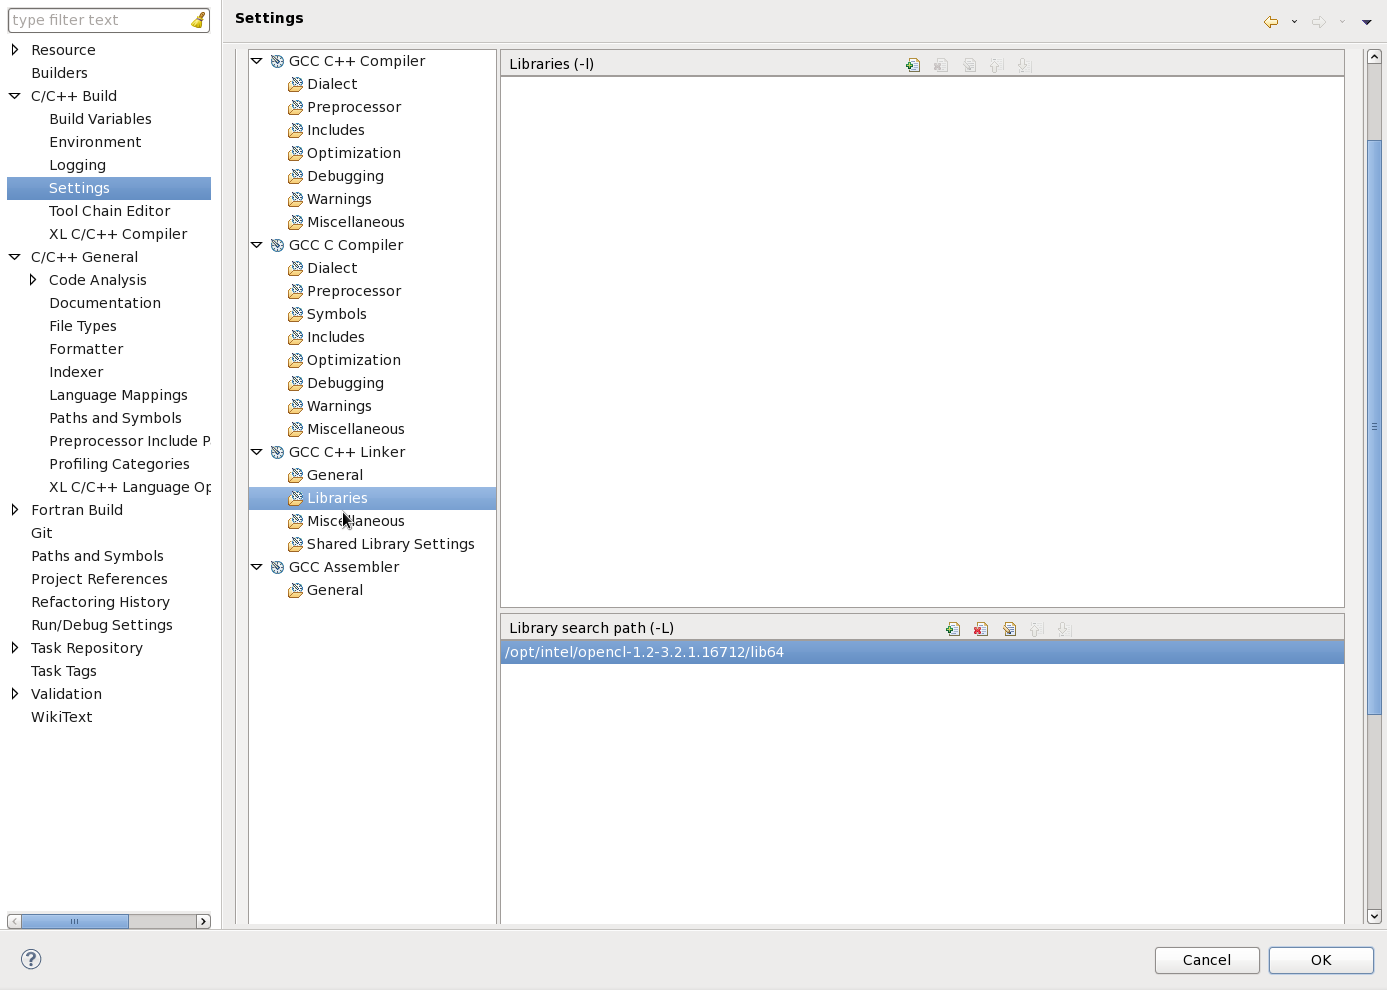 type filter text
Resource
Builders
C/C++ Build
Build Variables
Environment
Logging
Settings
Tool Chain Editor
XL C/C++ Compiler
C/C++ General
Code Analysis
Documentation
File Types
Formatter
Indexer
Language Mappings
Paths and Symbols
Preprocessor Include P
Profiling Categories
XL C/C++ Language Op
Fortran Build
Git
Paths and Symbols
Project References
Refactoring History
Run/Debug Settings
Task Repository
Task Tags
Validation
WikiText
Settings
GCC C++ Compiler
Dialect
Preprocessor
Includes
Optimization
Debugging
Warnings
Miscellaneous
GCC C Compiler
Dialect
Preprocessor
Symbols
Includes
Optimization
Debugging
Warnings
Miscellaneous
GCC C++ Linker
General
Libraries
Miscellaneous
Shared Library Settings
GCC Assembler
General
Libraries (-l)
Library search path (-L)
/opt/intel/opencl-1.2-3.2.1.16712/lib64
Cancel
OK